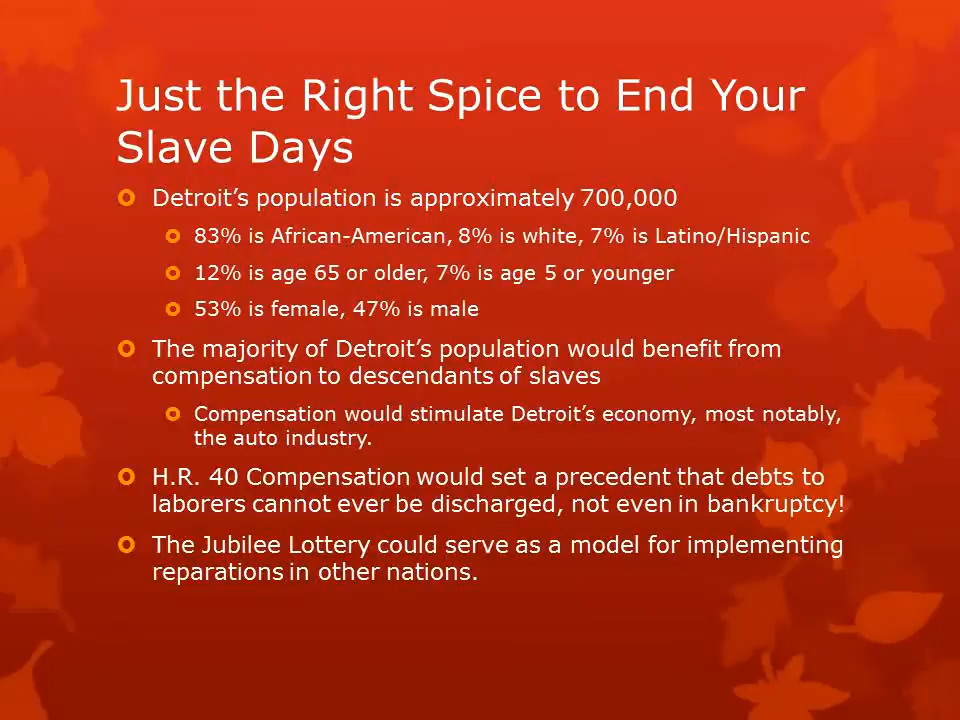 Just the Right Spice to End Your
Slave Days
Detroit’s population is approximately 700,000
83% is African-American, 8% is white, 7% is Latino/Hispanic
12% is age 65 or older, 7% is age 5 or younger
53% is female, 47% is male
The majority of Detroit’s population would benefit from
compensation to descendants of slaves
Compensation would stimulate Detroit’s economy, most notably,
the auto industry.
H.R. 40 Compensation would set a precedent that debts to
laborers cannot ever be discharged, not even in bankruptcy!
The Jubilee Lottery could serve as a model for implementing
reparations in other nations.